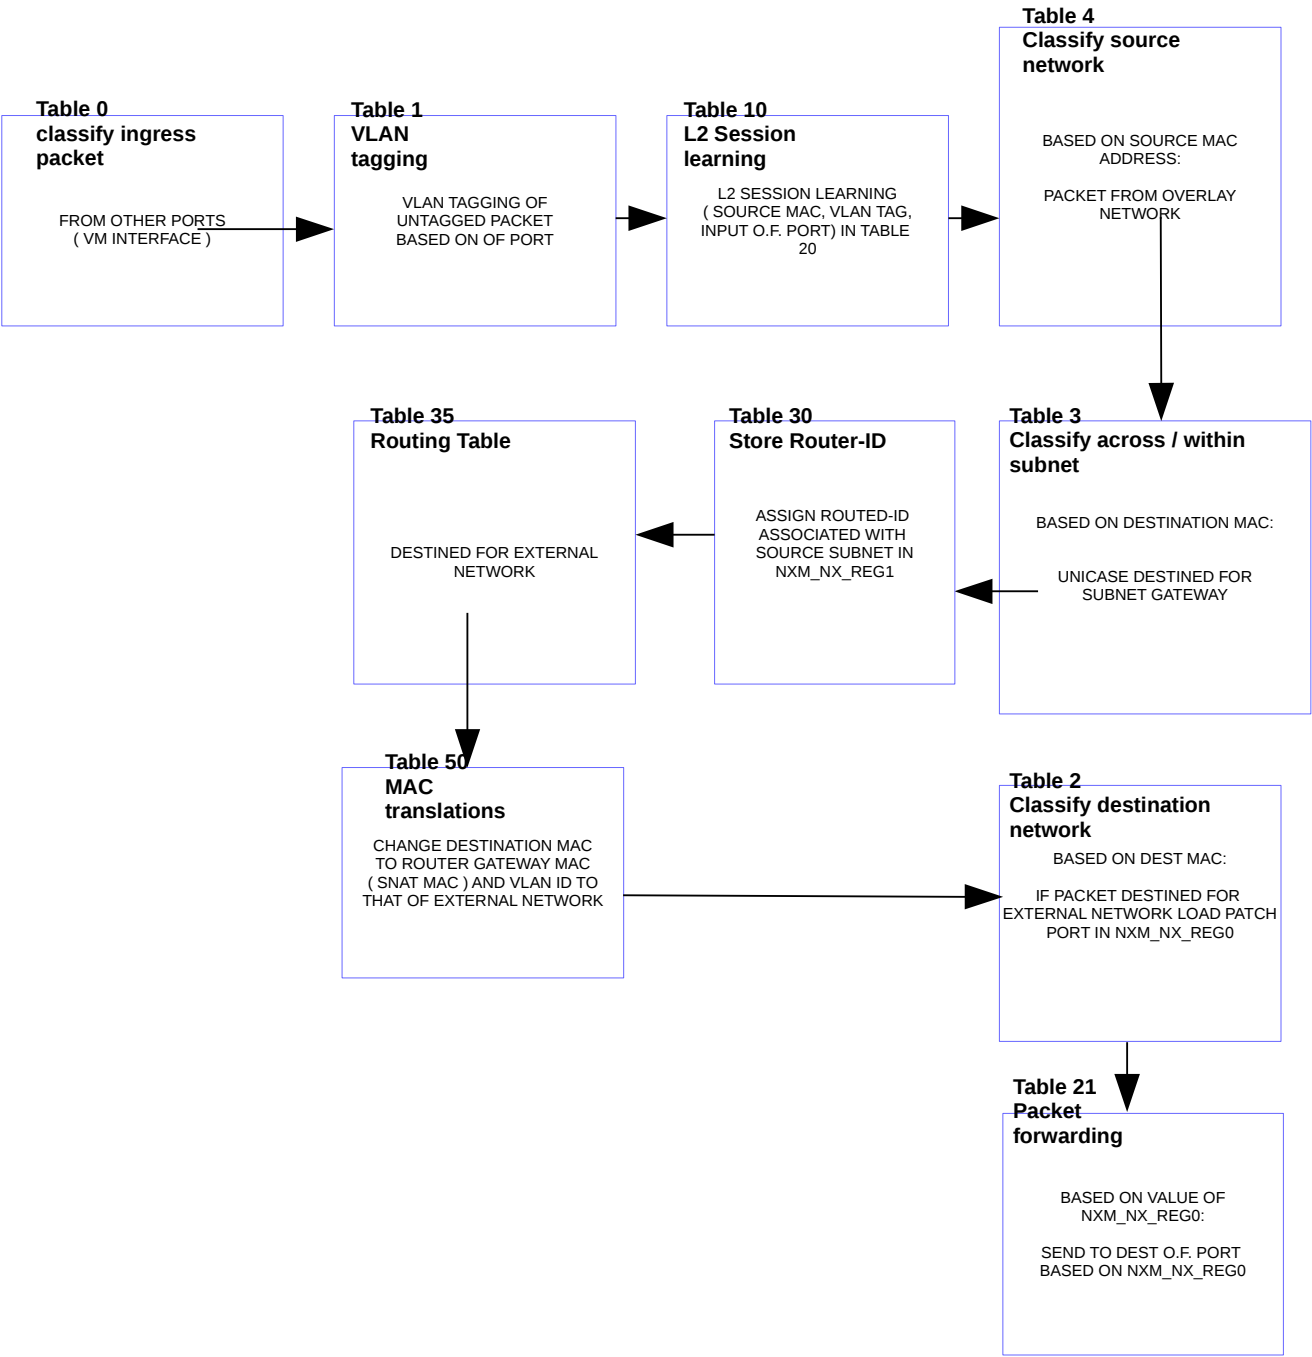 Table 0
classify ingress
packet
FROM OTHER PORTS
( VM INTERFACE )
Table 1
VLAN
tagging
VLAN TAGGING OF
UNTAGGED PACKET
BASED ON OF PORT
Table 10
L2 Session
learning
L2 SESSION LEARNING
( SOURCE MAC, VLAN TAG,
INPUT O.F. PORT) IN TABLE
20
Table 4
Classify source
network
BASED ON SOURCE MAC
ADDRESS:
PACKET FROM OVERLAY
NETWORK
Table 3
Classify across / within
subnet
BASED ON DESTINATION MAC:
UNICASE DESTINED FOR
SUBNET GATEWAY
Table 30
Store Router-ID
ASSIGN ROUTED-ID
ASSOCIATED WITH
SOURCE SUBNET IN
NXM_NX_REG1
Table 35
Routing Table
DESTINED FOR EXTERNAL
NETWORK
Table 50
MAC
translations
CHANGE DESTINATION MAC
TO ROUTER GATEWAY MAC
( SNAT MAC ) AND VLAN ID TO
THAT OF EXTERNAL NETWORK
Table 2
Classify destination
network
BASED ON DEST MAC:
IF PACKET DESTINED FOR
EXTERNAL NETWORK LOAD PATCH
PORT IN NXM_NX_REG0
Table 21
Packet
forwarding
BASED ON VALUE OF
NXM_NX_REG0:
SEND TO DEST O.F. PORT
BASED ON NXM_NX_REG0